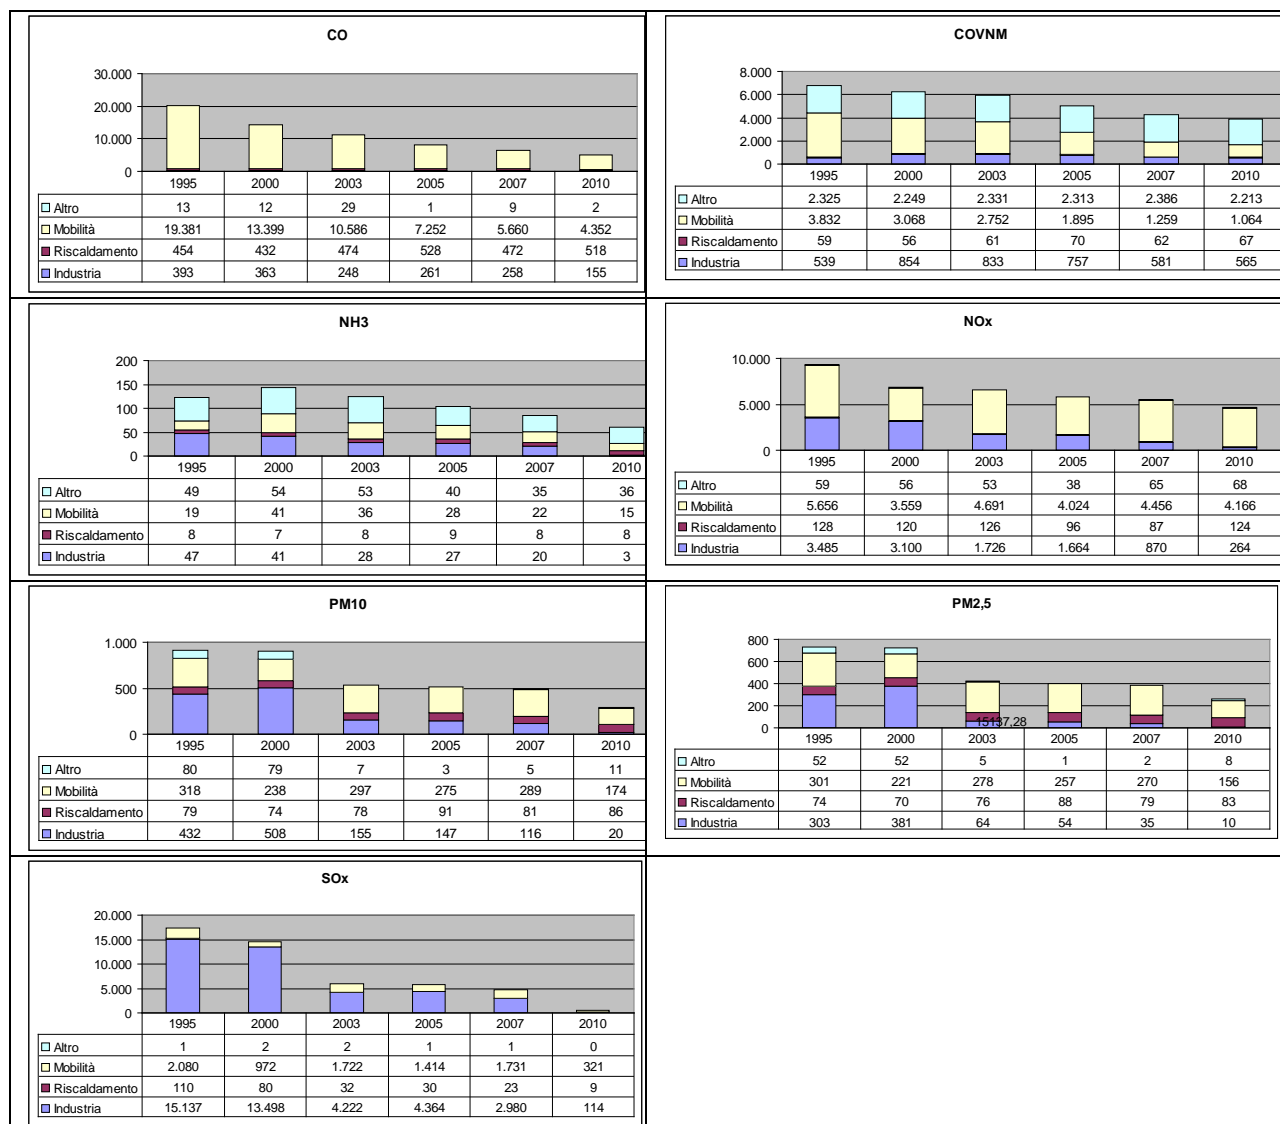 CO
30.000
20.000
10.000
0
1995 2000 2003 2005 2007 2010
Altro 13 12 29 1 9 2
Mobilità 19.381 13.399 10.586 7.252 5.660 4.352
Riscaldamento 454 432 474 528 472 518
Industria 393 363 248 261 258 155
COVNM
8.000
6.000
4.000
2.000
0
1995 2000 2003 2005 2007 2010
Altro 2.325 2.249 2.331 2.313 2.386 2.213
Mobilità 3.832 3.068 2.752 1.895 1.259 1.064
Riscaldamento 59 56 61 70 62 67
Industria 539 854 833 757 581 565
NH3
200
150
100
50
0
1995 2000 2003 2005 2007 2010
Altro 49 54 53 40 35 36
Mobilità 19 41 36 28 22 15
Riscaldamento 8 7 8 9 8 8
Industria 47 41 28 27 20 3
NOx
10.000
5.000
0
1995 2000 2003 2005 2007 2010
Altro 59 56 53 38 65 68
Mobilità 5.656 3.559 4.691 4.024 4.456 4.166
Riscaldamento 128 120 126 96 87 124
Industria 3.485 3.100 1.726 1.664 870 264
PM10
1.000
500
0
1995 2000 2003 2005 2007 2010
Altro 80 79 7 3 5 11
Mobilità 318 238 297 275 289 174
Riscaldamento 79 74 78 91 81 86
Industria 432 508 155 147 116 20
PM2,5
800
600
400
200
0
15137,28
1995 2000 2003 2005 2007 2010
Altro 52 52 5 1 2 8
Mobilità 301 221 278 257 270 156
Riscaldamento 74 70 76 88 79 83
Industria 303 381 64 54 35 10
SOx
20.000
15.000
10.000
5.000
0
1995 2000 2003 2005 2007 2010
Altro 1 2 2 1 1 0
Mobilità 2.080 972 1.722 1.414 1.731 321
Riscaldamento 110 80 32 30 23 9
Industria 15.137 13.498 4.222 4.364 2.980 114